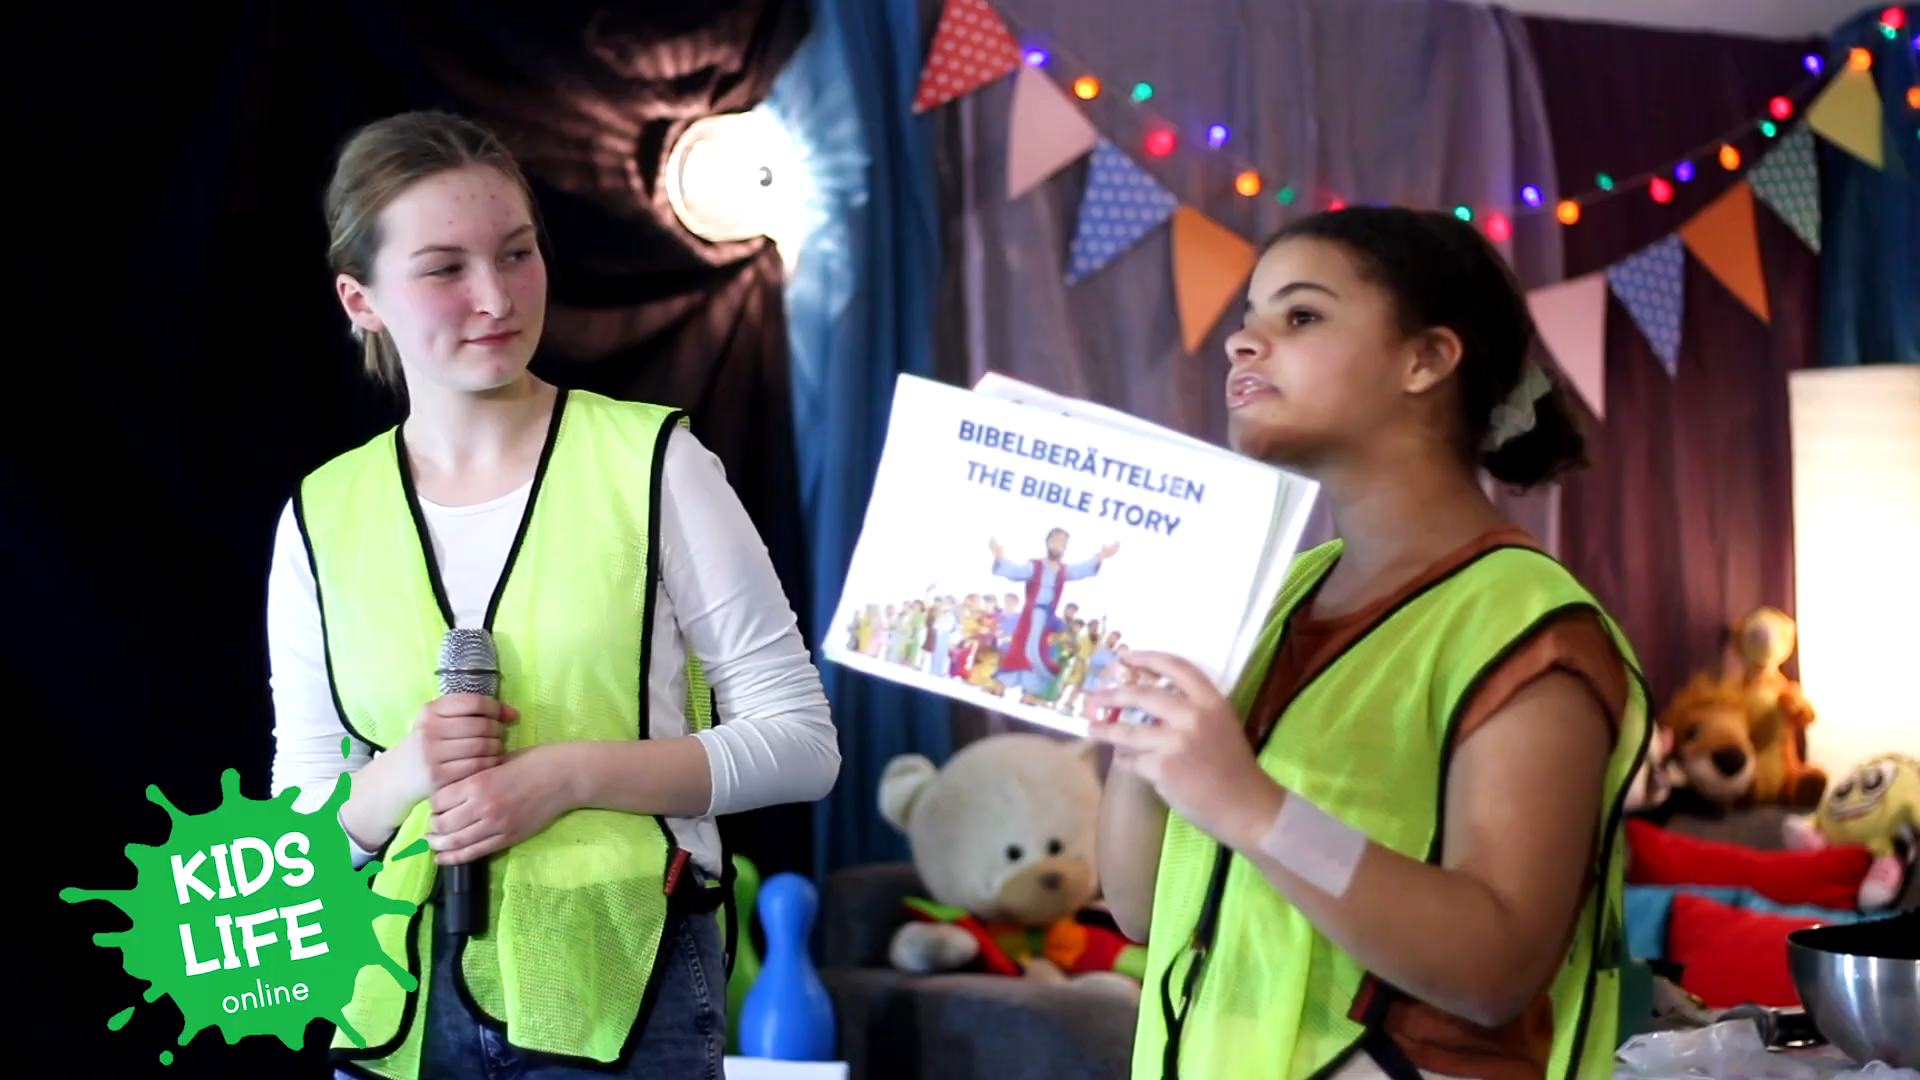 BIBELBERÄTTELSEN
THE BIBLE STORY
KIDS
LIFE
online